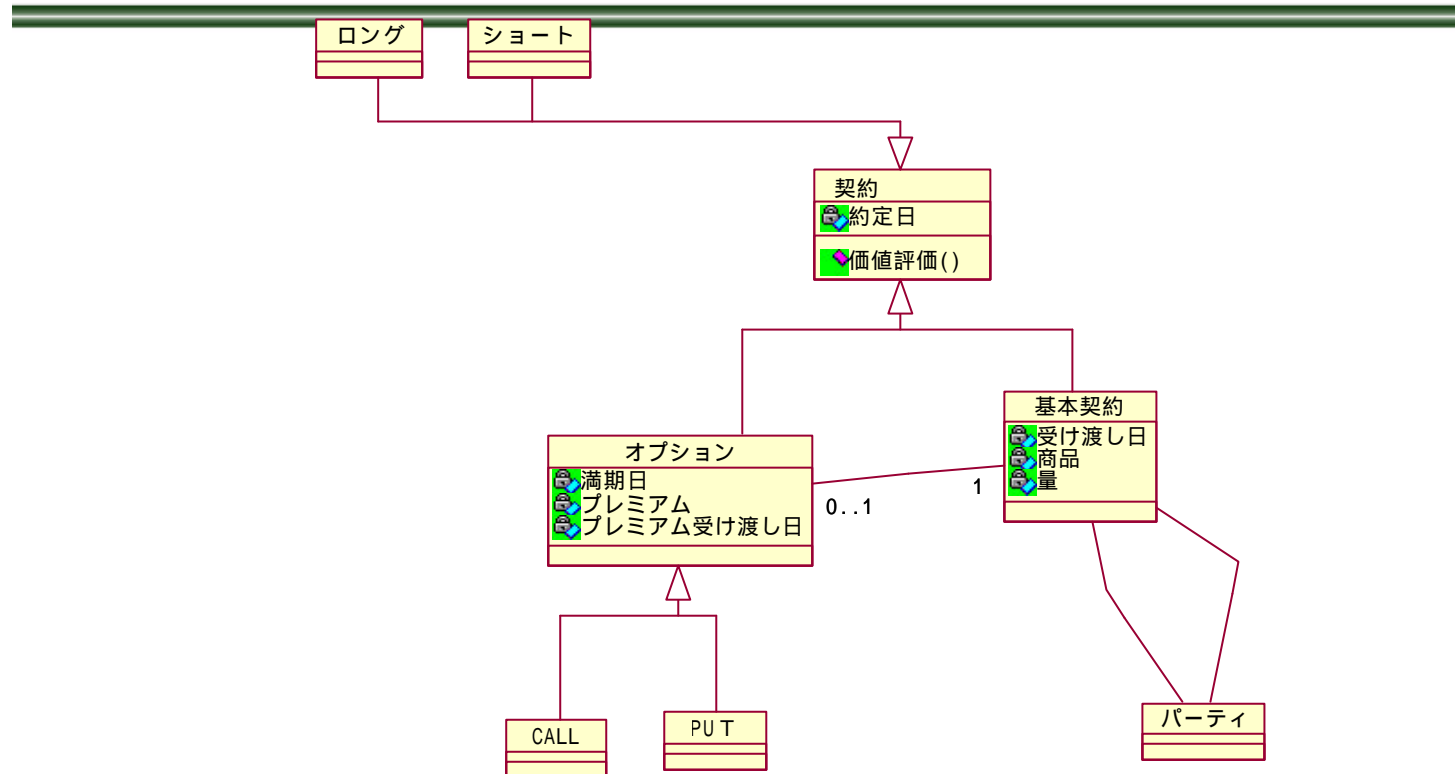 ロング
ショート
契約
約定日
価値評価()
基本契約
受け渡し日
商品
量
オプション
満期日
プレミアム
プレミアム受け渡し日
0..1
1
CALL
PUT
パーティ